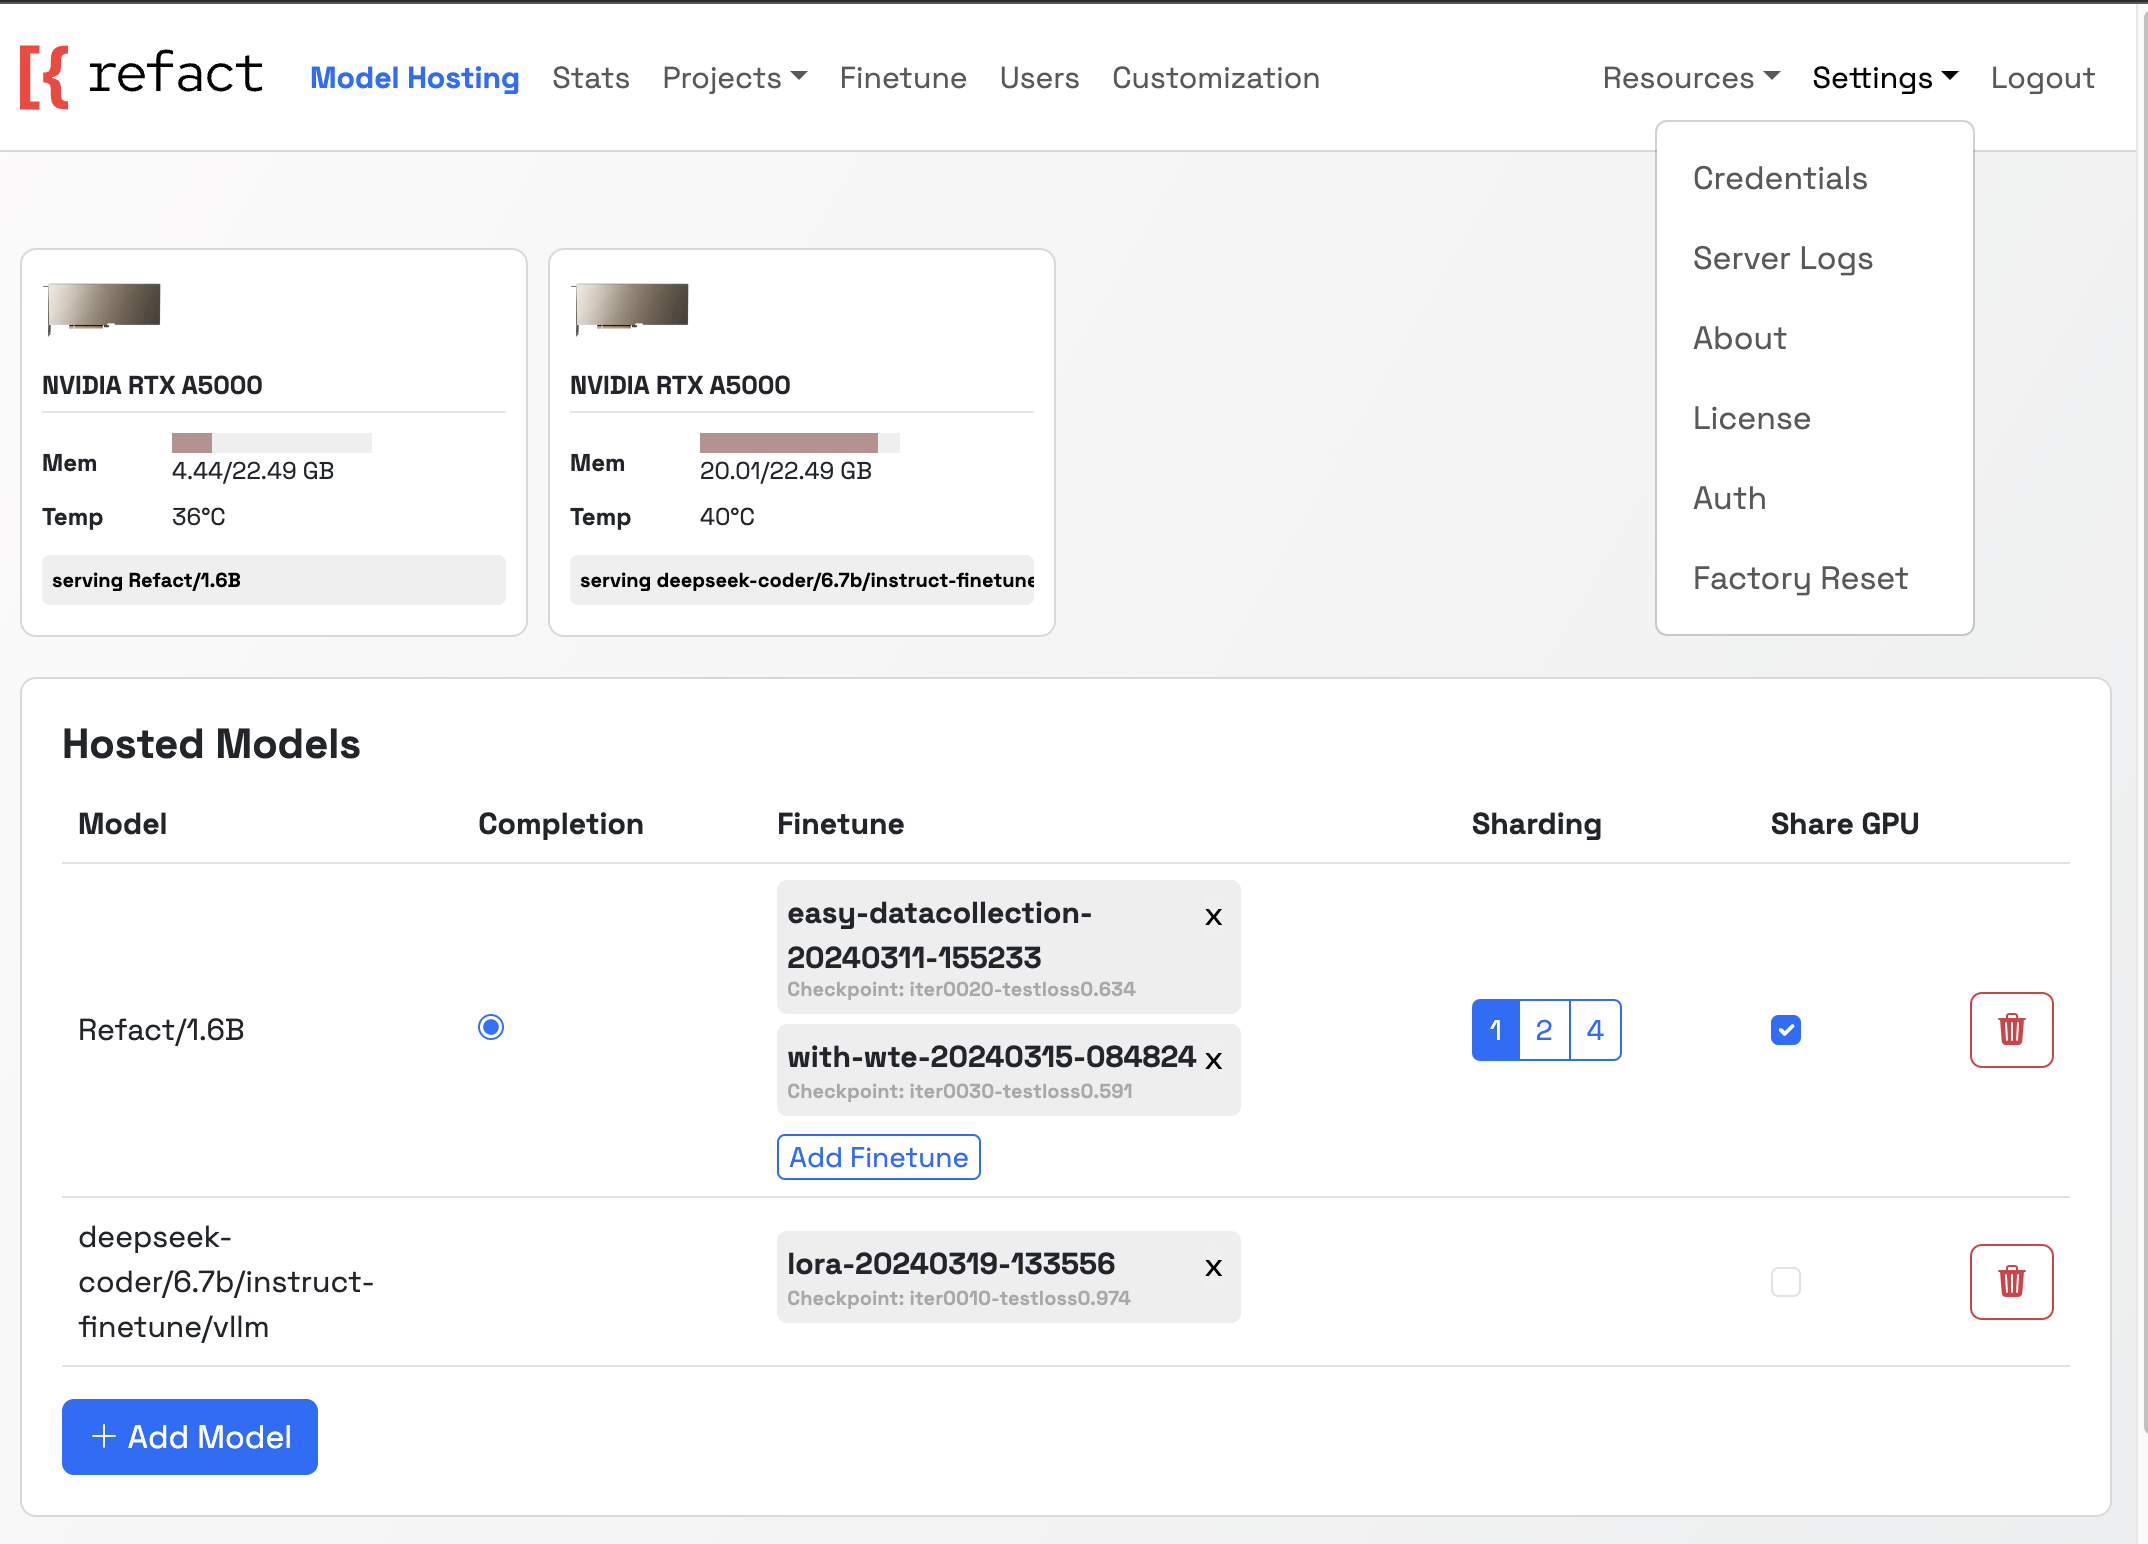 refact
Model Hosting Stats Projects Finetune Users Customization Resources Settings Logout
Credentials
Server Logs
About
License
Auth
Factory Reset
NVIDIA RTX A5000
Mem 4.44/22.49 GB
Temp 36°C
serving Refact/1.6B
NVIDIA RTX A5000
Mem 20.01/22.49 GB
Temp 40°C
serving deepseek-coder/6.7b/instruct-finetune
Hosted Models
Model Completion Finetune Sharding Share GPU
Refact/1.6B
easy-datacollection-
20240311-155233
x
Checkpoint: iter0020-testloss0.634
with-wte-20240315-084824 x
Checkpoint: iter0030-testloss0.591
Add Finetune
1 2 4
deepseek-
coder/6.7b/instruct-
finetune/vllm
lora-20240319-133556 x
Checkpoint: iter0010-testloss0.974
+ Add Model